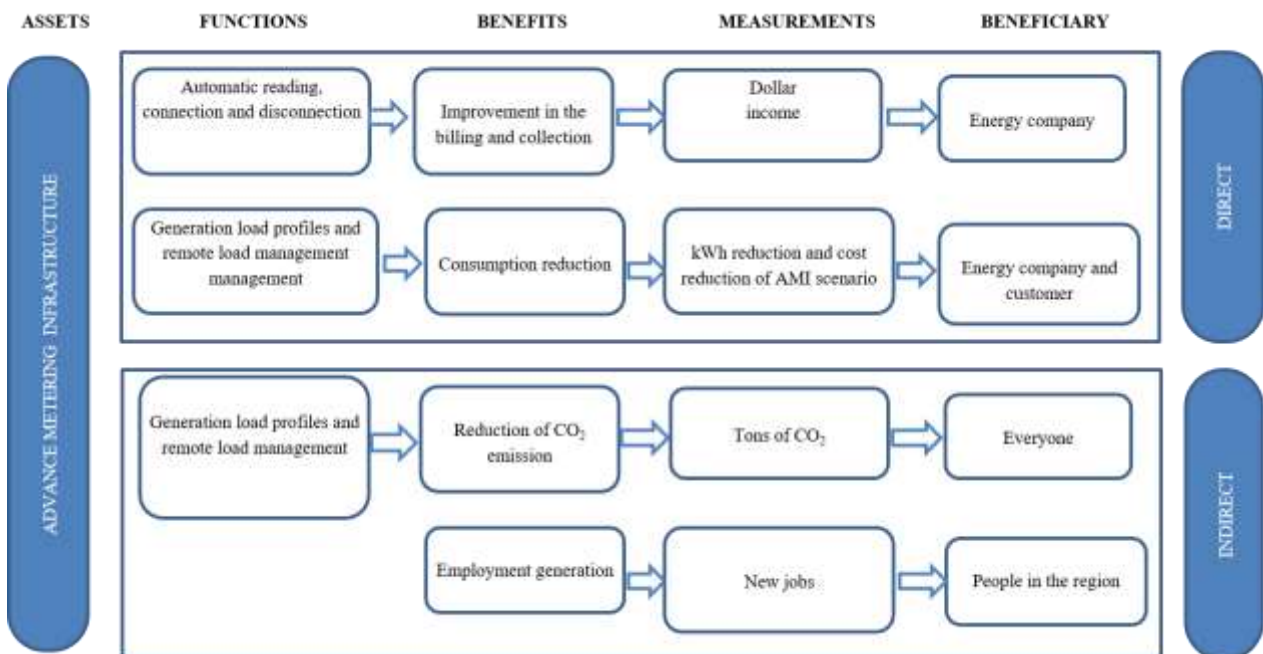 ASSETS
FUNCTIONS
BENEFITS
MEASUREMENTS
BENEFICIARY
ADVANCE METERING INFRASTRUCTURE
Automatic reading,
connection and disconnection
Improvement in the
billing and collection
Dollar
income
Energy company
Generation load profiles and
remote load management
management
Consumption reduction
kWh reduction and cost
reduction of AMI scenario
Energy company and
customer
DIRECT
Generation load profiles and
remote load management
Reduction of CO₂
emission
Tons of CO₂
Everyone
Employment generation
New jobs
People in the region
INDIRECT